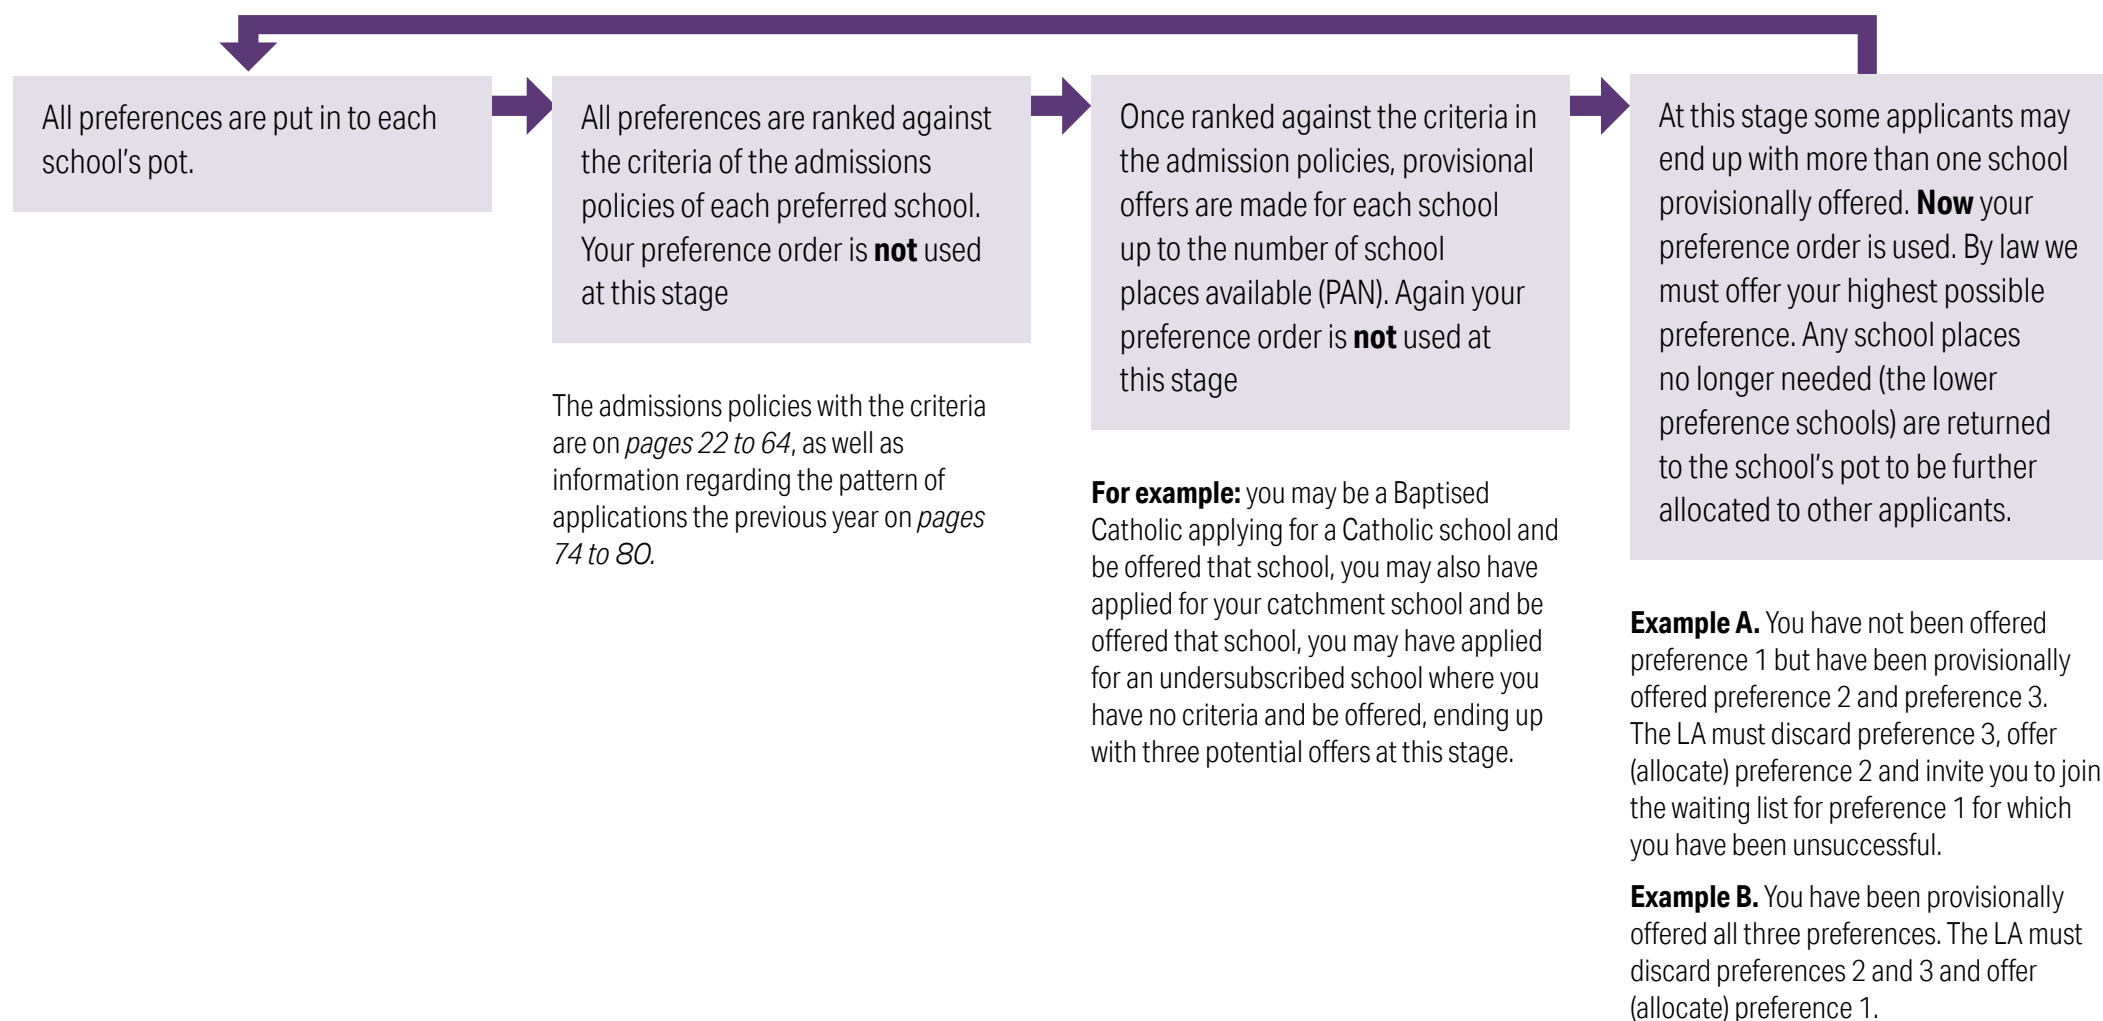 All preferences are put in to each
school's pot.
All preferences are ranked against
the criteria of the admissions
policies of each preferred school.
Your preference order is not used
at this stage
The admissions policies with the criteria
are on pages 22 to 64, as well as
information regarding the pattern of
applications the previous year on pages
74 to 80.
Once ranked against the criteria in
the admission policies, provisional
offers are made for each school
up to the number of school
places available (PAN). Again your
preference order is not used at
this stage
For example: you may be a Baptised
Catholic applying for a Catholic school and
be offered that school, you may also have
applied for your catchment school and be
offered that school, you may have applied
for an undersubscribed school where you
have no criteria and be offered, ending up
with three potential offers at this stage.
At this stage some applicants may
end up with more than one school
provisionally offered. Now your
preference order is used. By law we
must offer your highest possible
preference. Any school places
no longer needed (the lower
preference schools) are returned
to the school's pot to be further
allocated to other applicants.
Example A. You have not been offered
preference 1 but have been provisionally
offered preference 2 and preference 3.
The LA must discard preference 3, offer
(allocate) preference 2 and invite you to join
the waiting list for preference 1 for which
you have been unsuccessful.
Example B. You have been provisionally
offered all three preferences. The LA must
discard preferences 2 and 3 and offer
(allocate) preference 1.